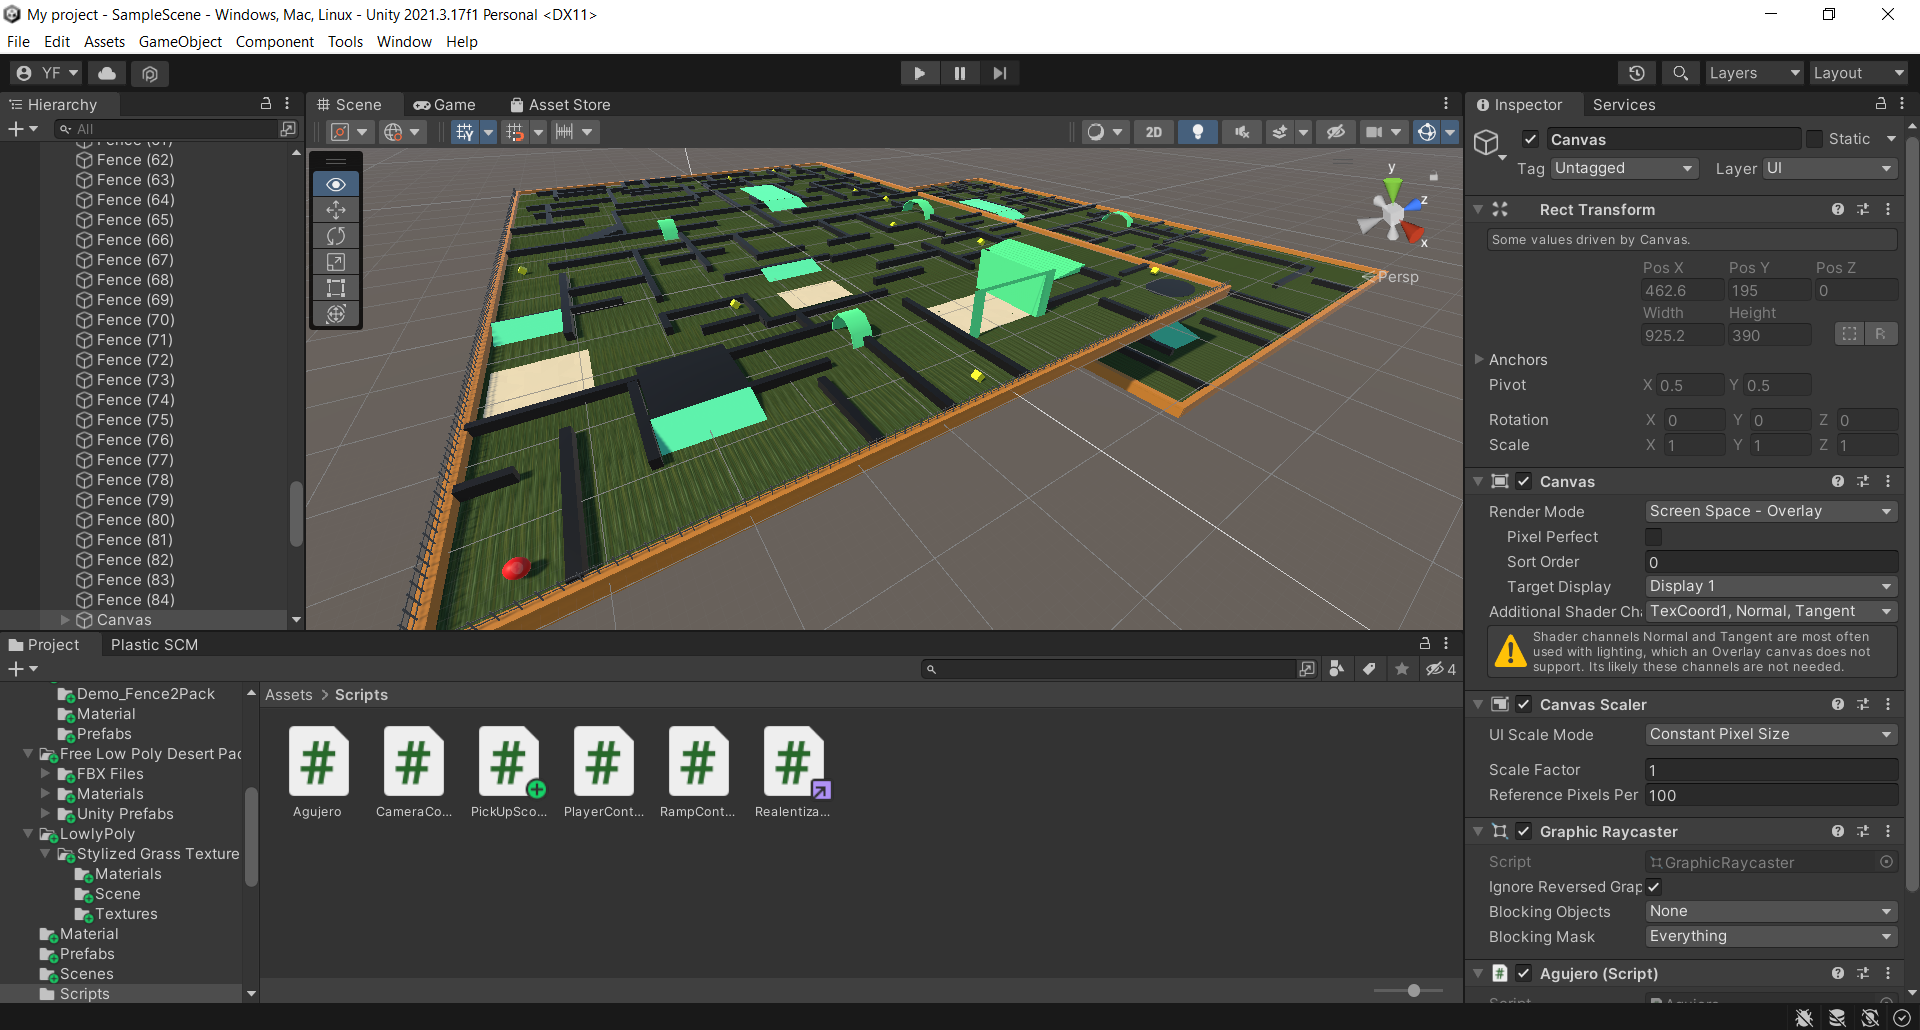 My project - SampleScene - Windows, Mac, Linux - Unity 2021.3.17f1 Personal <DX11>
File Edit Assets GameObject Component Tools Window Help
YF
Layers
Layout
Hierarchy
All
Fence (62)
Fence (63)
Fence (64)
Fence (65)
Fence (66)
Fence (67)
Fence (68)
Fence (69)
Fence (70)
Fence (71)
Fence (72)
Fence (73)
Fence (74)
Fence (75)
Fence (76)
Fence (77)
Fence (78)
Fence (79)
Fence (80)
Fence (81)
Fence (82)
Fence (83)
Fence (84)
Canvas
Scene Game Asset Store
2D
y
z
x
Persp
Project Plastic SCM
4
Demo_Fence2Pack
Material
Prefabs
Free Low Poly Desert Pac
FBX Files
Materials
Unity Prefabs
LowlyPoly
Stylized Grass Texture
Materials
Scene
Textures
Material
Prefabs
Scenes
Scripts
Assets > Scripts
Agujero
CameraCo...
PickUpSco...
PlayerCont...
RampCont...
Realentiza...
Inspector Services
Canvas Static
Tag Untagged Layer UI
Rect Transform
Some values driven by Canvas.
Pos X Pos Y Pos Z
462.6 195 0
Width Height
925.2 390
R
Anchors
Pivot X 0.5 Y 0.5
Rotation X 0 Y 0 Z 0
Scale X 1 Y 1 Z 1
Canvas
Render Mode Screen Space - Overlay
Pixel Perfect
Sort Order 0
Target Display Display 1
Additional Shader Cha TexCoord1, Normal, Tangent
Shader channels Normal and Tangent are most often
used with lighting, which an Overlay canvas does not
support. Its likely these channels are not needed.
Canvas Scaler
UI Scale Mode Constant Pixel Size
Scale Factor 1
Reference Pixels Per 100
Graphic Raycaster
Script GraphicRaycaster
Ignore Reversed Grap
Blocking Objects None
Blocking Mask Everything
Agujero (Script)